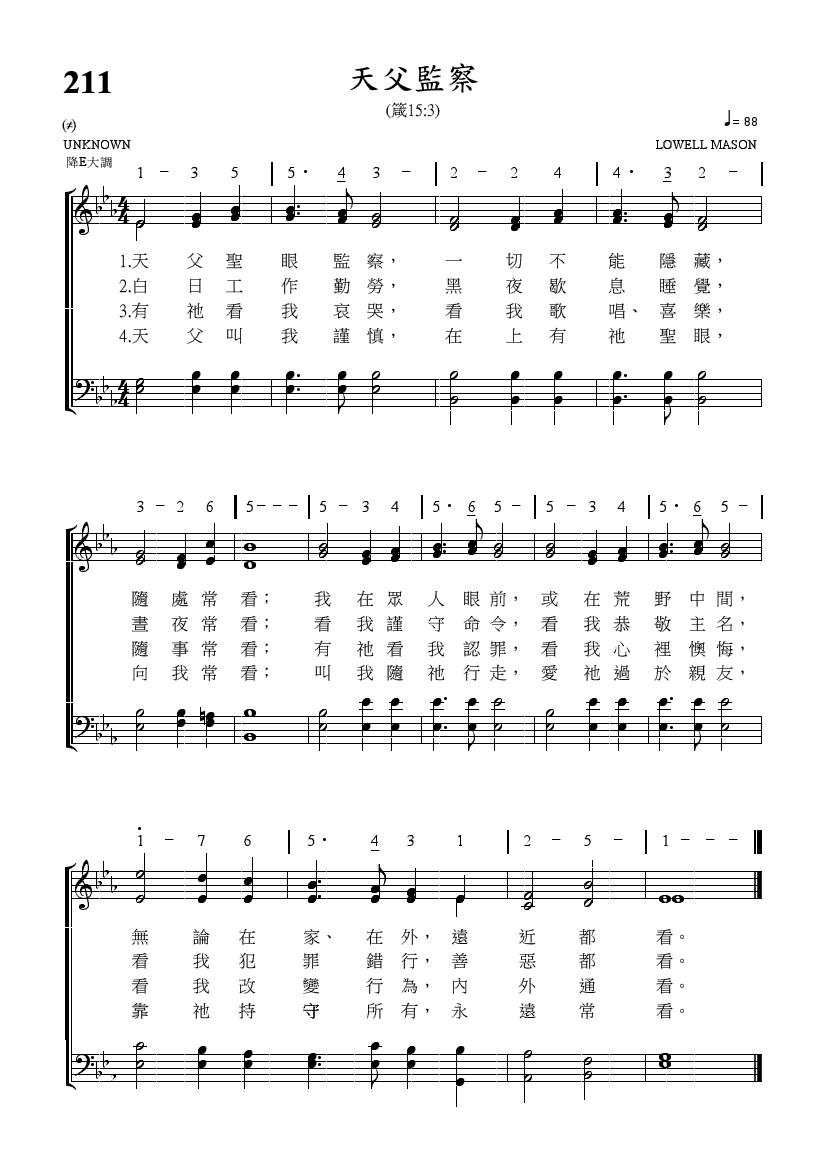 211
天父監察
(箴15:3)
(≠)
♩= 88
UNKNOWN
LOWELL MASON
降E大調
1 – 3 5 | 5· 4 3 – | 2 – 2 4 | 4· 3 2 – |
1.天 父 聖 眼 監 察, 一 切 不 能 隱 藏,
2.白 日 工 作 勤 勞, 黑 夜 歇 息 睡 覺,
3.有 祂 看 我 哀 哭, 看 我 歌 唱、 喜 樂,
4.天 父 叫 我 謹 慎, 在 上 有 祂 聖 眼,
3 – 2 6 | 5 – – – | 5 – 3 4 | 5· 6 5 – | 5 – 3 4 | 5· 6 5 – |
隨 處 常 看; 我 在 眾 人 眼 前, 或 在 荒 野 中 間,
晝 夜 常 看; 看 我 謹 守 命 令, 看 我 恭 敬 主 名,
隨 事 常 看; 有 祂 看 我 認 罪, 看 我 心 裡 懊 悔,
向 我 常 看; 叫 我 隨 祂 行 走, 愛 祂 過 於 親 友,
1̇ – 7 6 | 5· 4 3 1 | 2 – 5 – | 1 – – –
無 論 在 家、 在 外, 遠 近 都 看。
看 我 犯 罪 錯 行, 善 惡 都 看。
看 我 改 變 行 為, 內 外 通 看。
靠 祂 持 守 所 有, 永 遠 常 看。